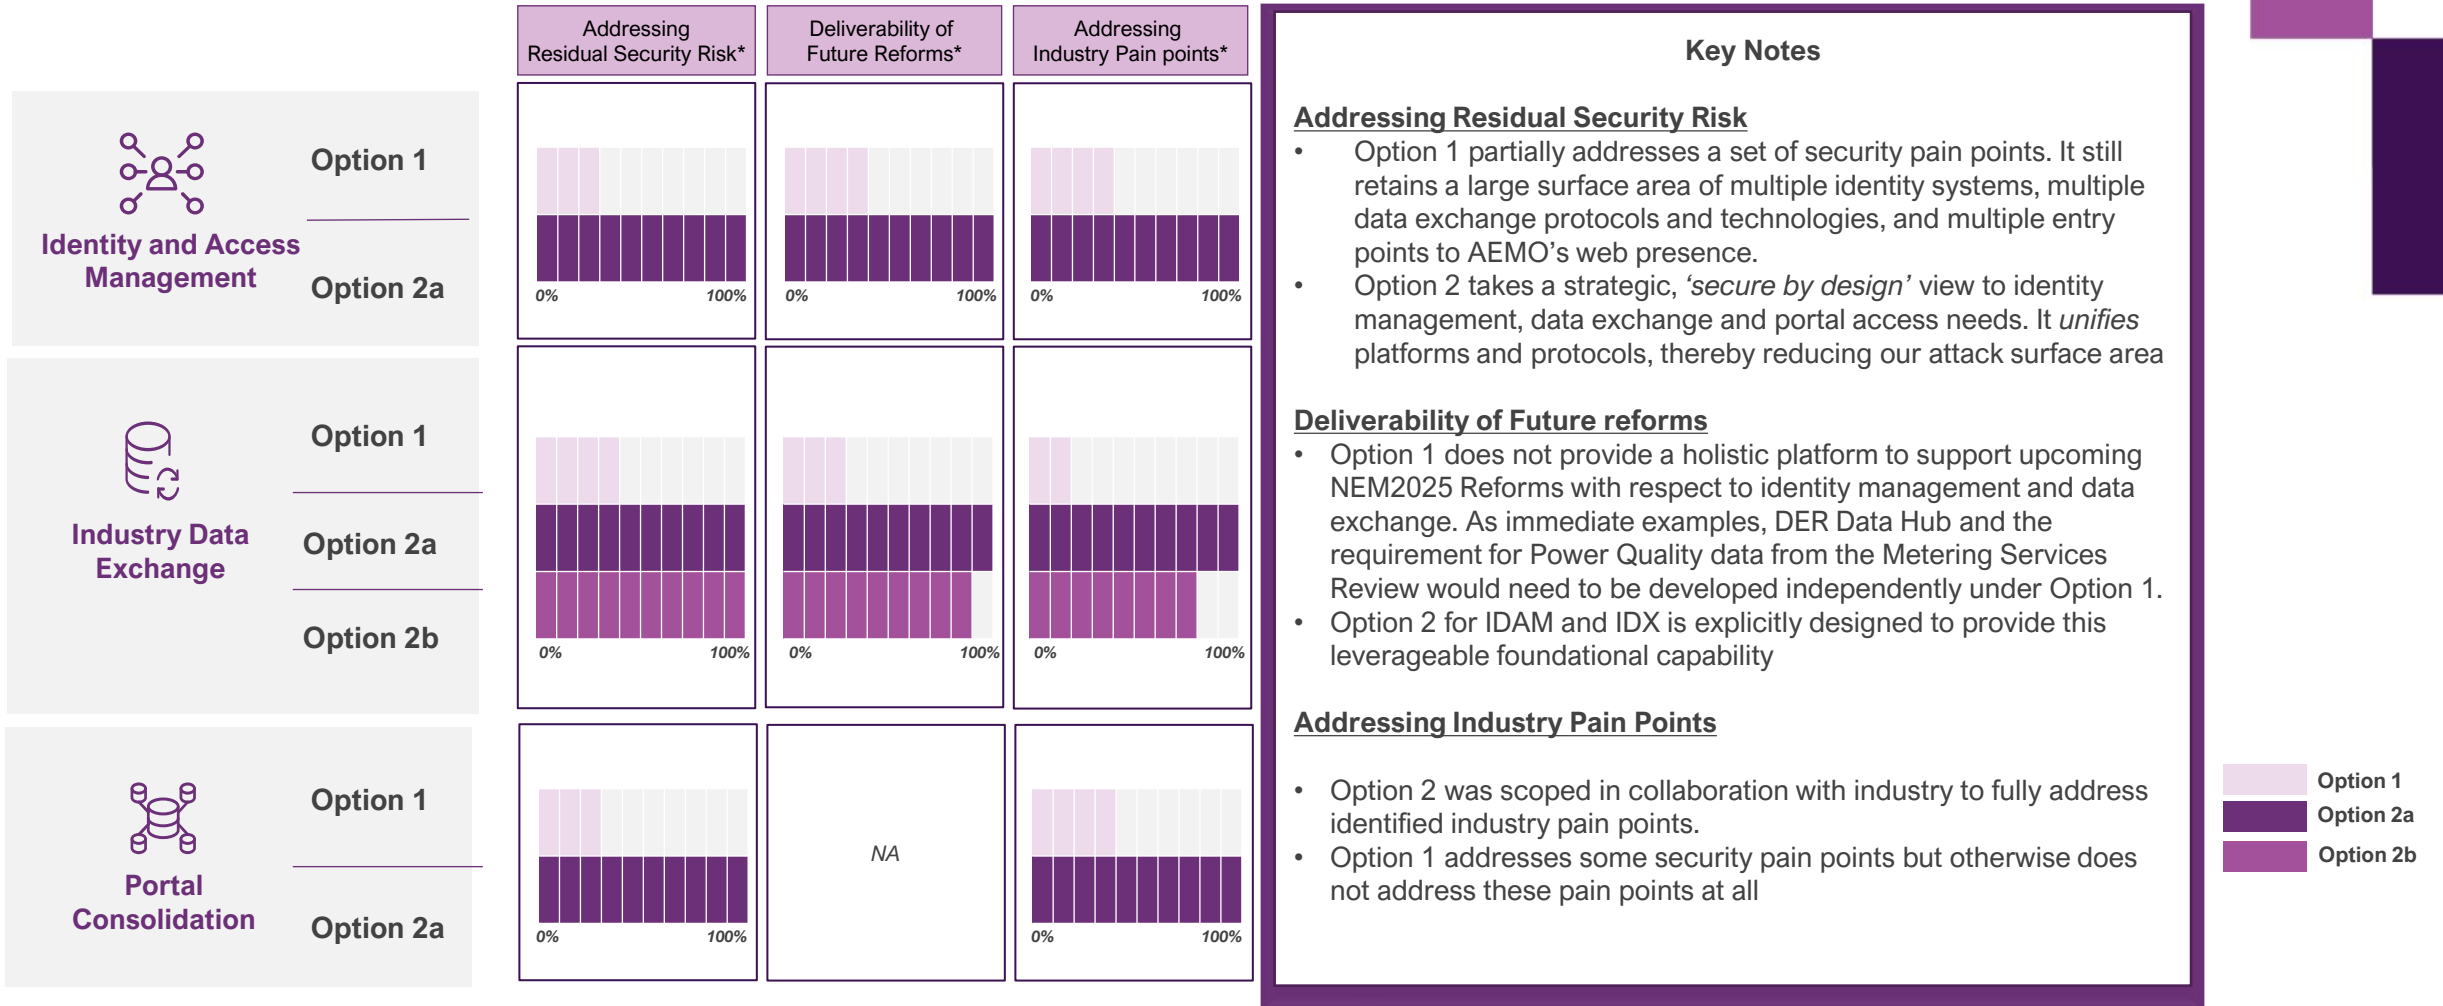 Addressing
Residual Security Risk*
Deliverability of
Future Reforms*
Addressing
Industry Pain points*
Identity and Access
Management
Option 1
Option 2a
0%
100%
0%
100%
0%
100%
Industry Data
Exchange
Option 1
Option 2a
Option 2b
0%
100%
0%
100%
0%
100%
Portal
Consolidation
Option 1
Option 2a
0%
100%
NA
0%
100%
Key Notes
Addressing Residual Security Risk
• Option 1 partially addresses a set of security pain points. It still
retains a large surface area of multiple identity systems, multiple
data exchange protocols and technologies, and multiple entry
points to AEMO’s web presence.
• Option 2 takes a strategic, ‘secure by design’ view to identity
management, data exchange and portal access needs. It unifies
platforms and protocols, thereby reducing our attack surface area
Deliverability of Future reforms
• Option 1 does not provide a holistic platform to support upcoming
NEM2025 Reforms with respect to identity management and data
exchange. As immediate examples, DER Data Hub and the
requirement for Power Quality data from the Metering Services
Review would need to be developed independently under Option 1.
• Option 2 for IDAM and IDX is explicitly designed to provide this
leverageable foundational capability
Addressing Industry Pain Points
• Option 2 was scoped in collaboration with industry to fully address
identified industry pain points.
• Option 1 addresses some security pain points but otherwise does
not address these pain points at all
Option 1
Option 2a
Option 2b